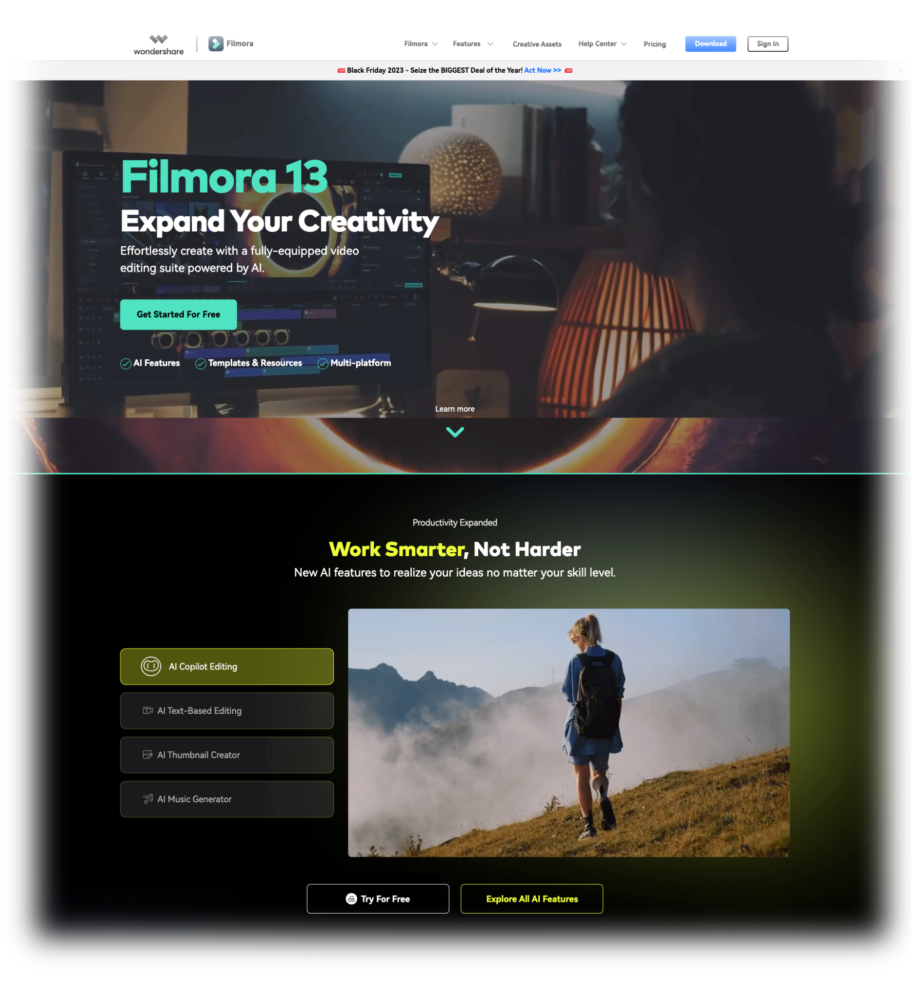 wondershare
Filmora
Filmora
Features
Creative Assets
Help Center
Pricing
Download
Sign In
HOT Black Friday 2023 - Seize the BIGGEST Deal of the Year! Act Now >> HOT
Filmora 13
Expand Your Creativity
Effortlessly create with a fully-equipped video
editing suite powered by AI.
Get Started For Free
AI Features
Templates & Resources
Multi-platform
Learn more
Productivity Expanded
Work Smarter, Not Harder
New AI features to realize your ideas no matter your skill level.
AI Copilot Editing
AI Text-Based Editing
AI Thumbnail Creator
AI Music Generator
OS Try For Free
Explore All AI Features